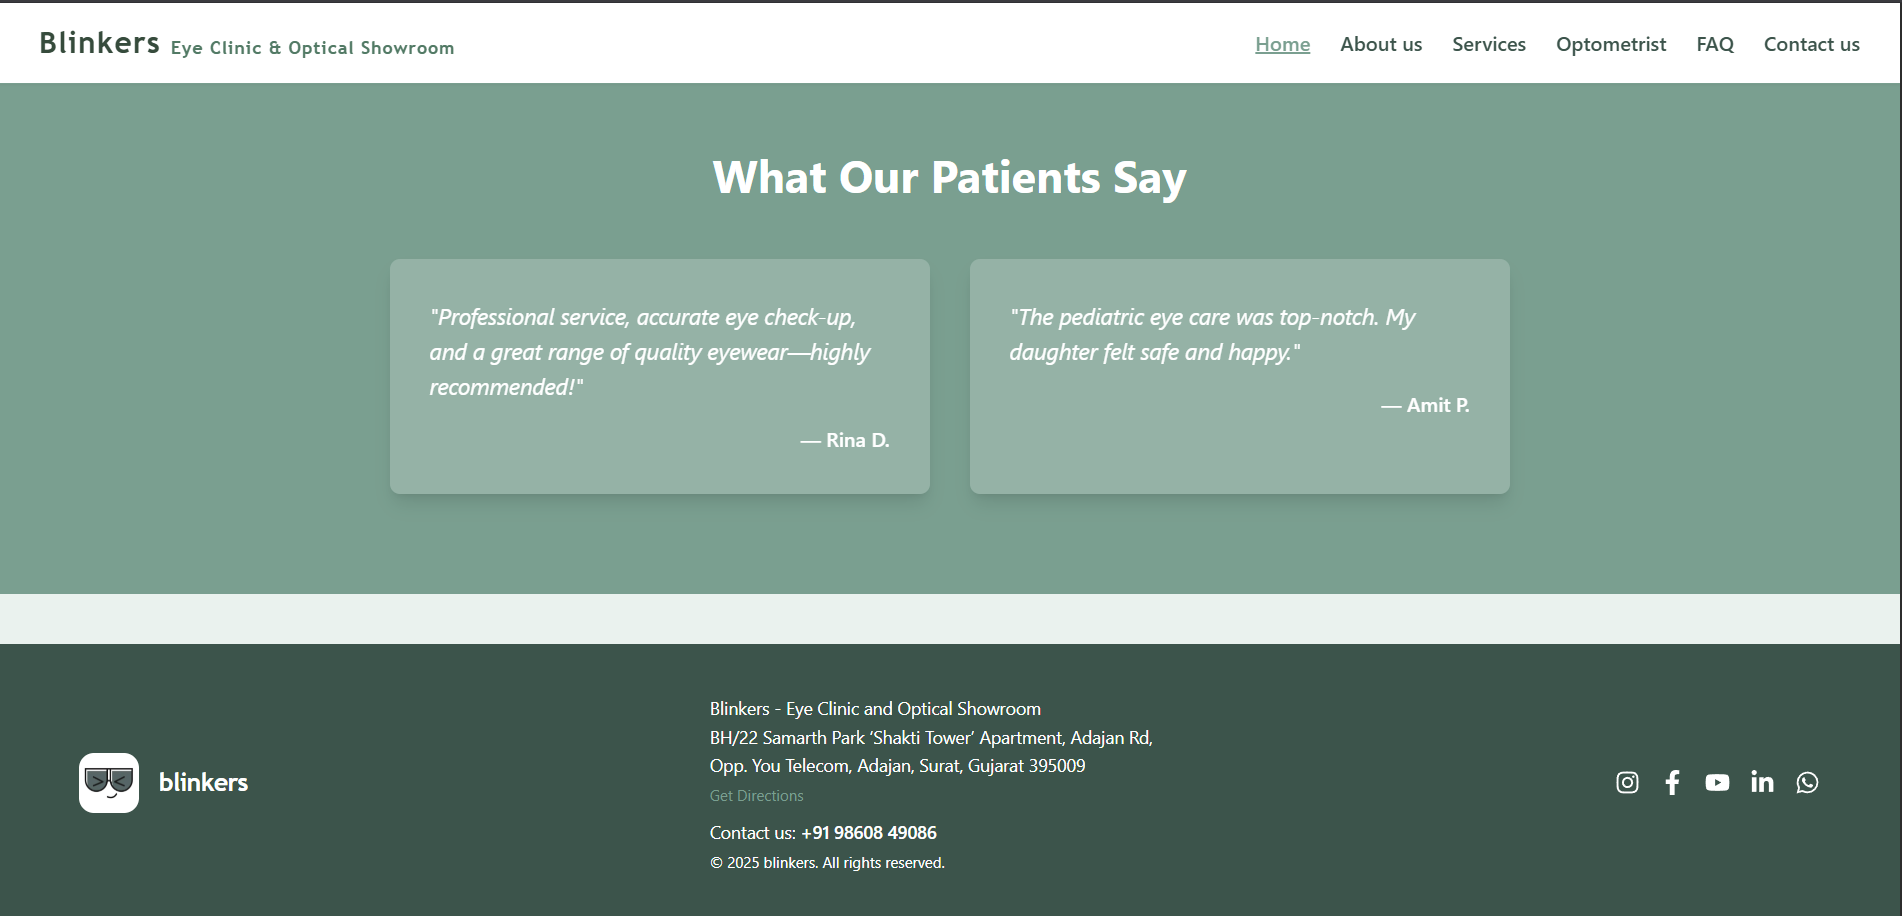 Blinkers Eye Clinic & Optical Showroom
Home About us Services Optometrist FAQ Contact us
What Our Patients Say
"Professional service, accurate eye check-up,
and a great range of quality eyewear—highly
recommended!"
— Rina D.
"The pediatric eye care was top-notch. My
daughter felt safe and happy."
— Amit P.
blinkers
Blinkers - Eye Clinic and Optical Showroom
BH/22 Samarth Park ‘Shakti Tower’ Apartment, Adajan Rd,
Opp. You Telecom, Adajan, Surat, Gujarat 395009
Get Directions
Contact us: +91 98608 49086
© 2025 blinkers. All rights reserved.